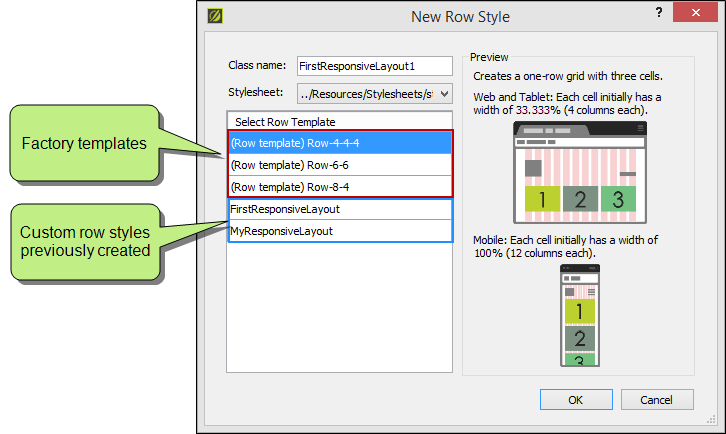 New Row Style
?
Class name:
FirstResponsiveLayout1
Stylesheet:
../Resources/Stylesheets/st
Select Row Template
(Row template) Row-4-4-4
(Row template) Row-6-6
(Row template) Row-8-4
FirstResponsiveLayout
MyResponsiveLayout
Factory templates
Custom row styles
previously created
Preview
Creates a one-row grid with three cells.
Web and Tablet: Each cell initially has a
width of 33.333% (4 columns each).
1 2 3
Mobile: Each cell initially has a width of
100% (12 columns each).
1
2
3
OK
Cancel